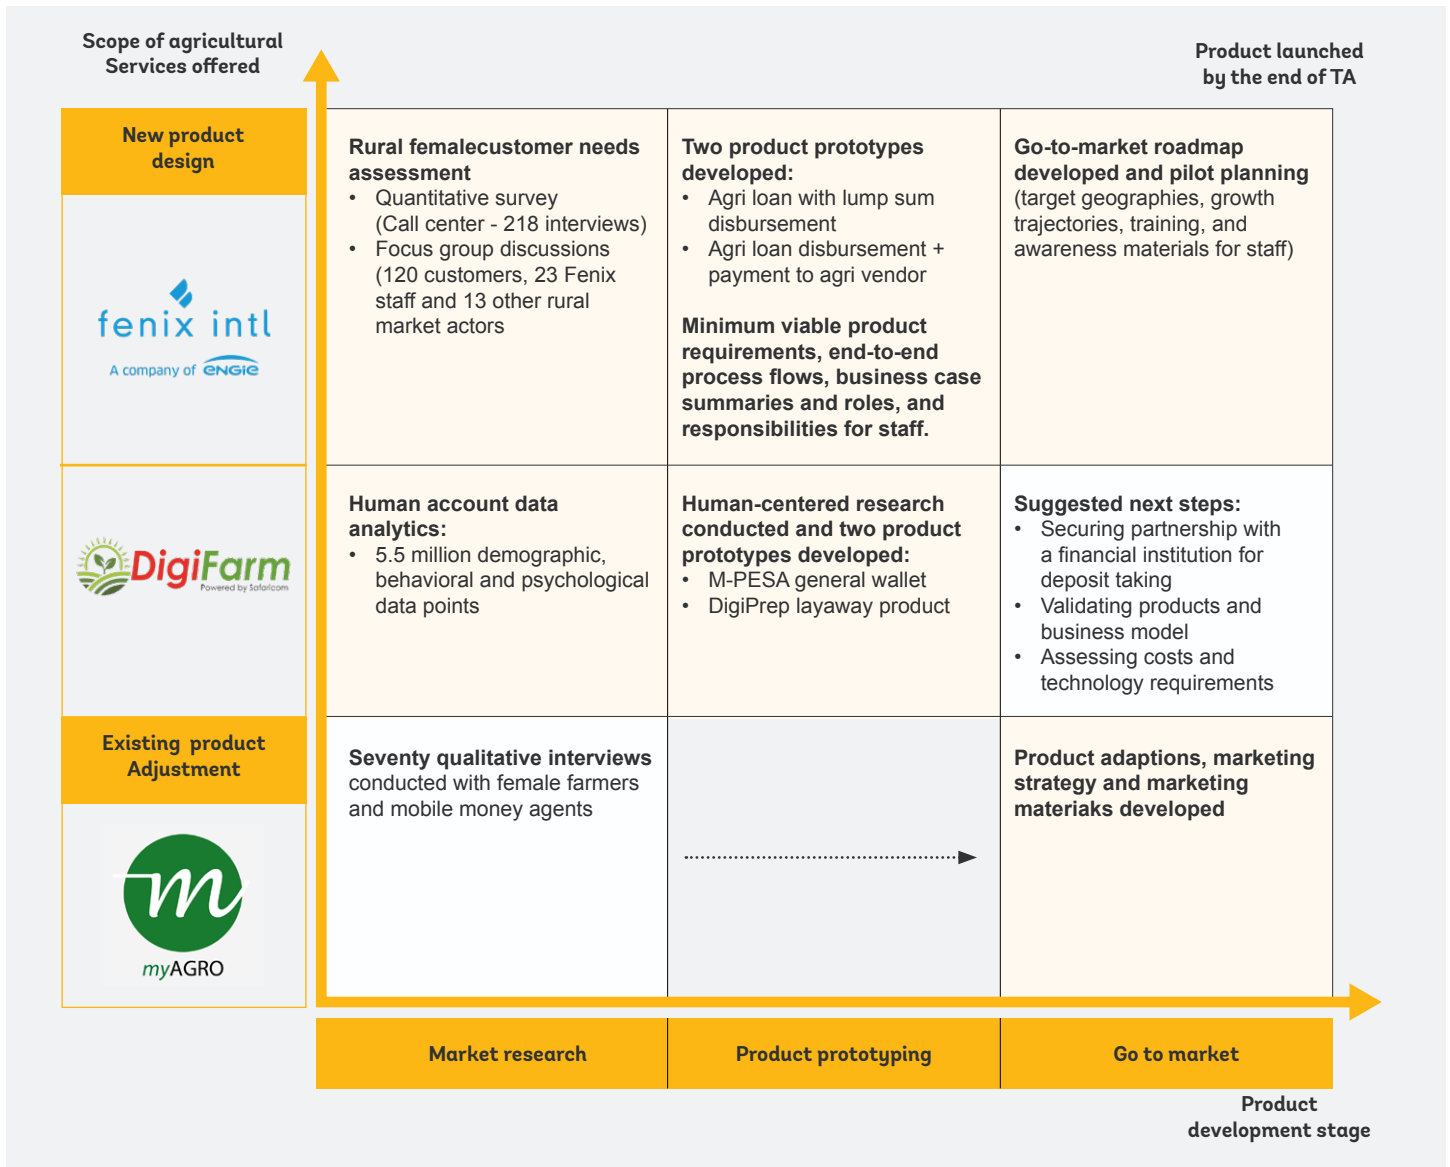 Scope of agricultural
Services offered
Product launched
by the end of TA
New product
design
fenix intl
A company of ENGIE
Rural femalecustomer needs
assessment
• Quantitative survey
(Call center - 218 interviews)
• Focus group discussions
(120 customers, 23 Fenix
staff and 13 other rural
market actors
Two product prototypes
developed:
• Agri loan with lump sum
disbursement
• Agri loan disbursement +
payment to agri vendor
Minimum viable product
requirements, end-to-end
process flows, business case
summaries and roles, and
responsibilities for staff.
Go-to-market roadmap
developed and pilot planning
(target geographies, growth
trajectories, training, and
awareness materials for staff)
DigiFarm
Powered by Safaricom
Human account data
analytics:
• 5.5 million demographic,
behavioral and psychological
data points
Human-centered research
conducted and two product
prototypes developed:
• M-PESA general wallet
• DigiPrep layaway product
Suggested next steps:
• Securing partnership with
a financial institution for
deposit taking
• Validating products and
business model
• Assessing costs and
technology requirements
Existing product
Adjustment
m
myAGRO
Seventy qualitative interviews
conducted with female farmers
and mobile money agents
Product adaptions, marketing
strategy and marketing
materiaks developed
Market research
Product prototyping
Go to market
Product
development stage